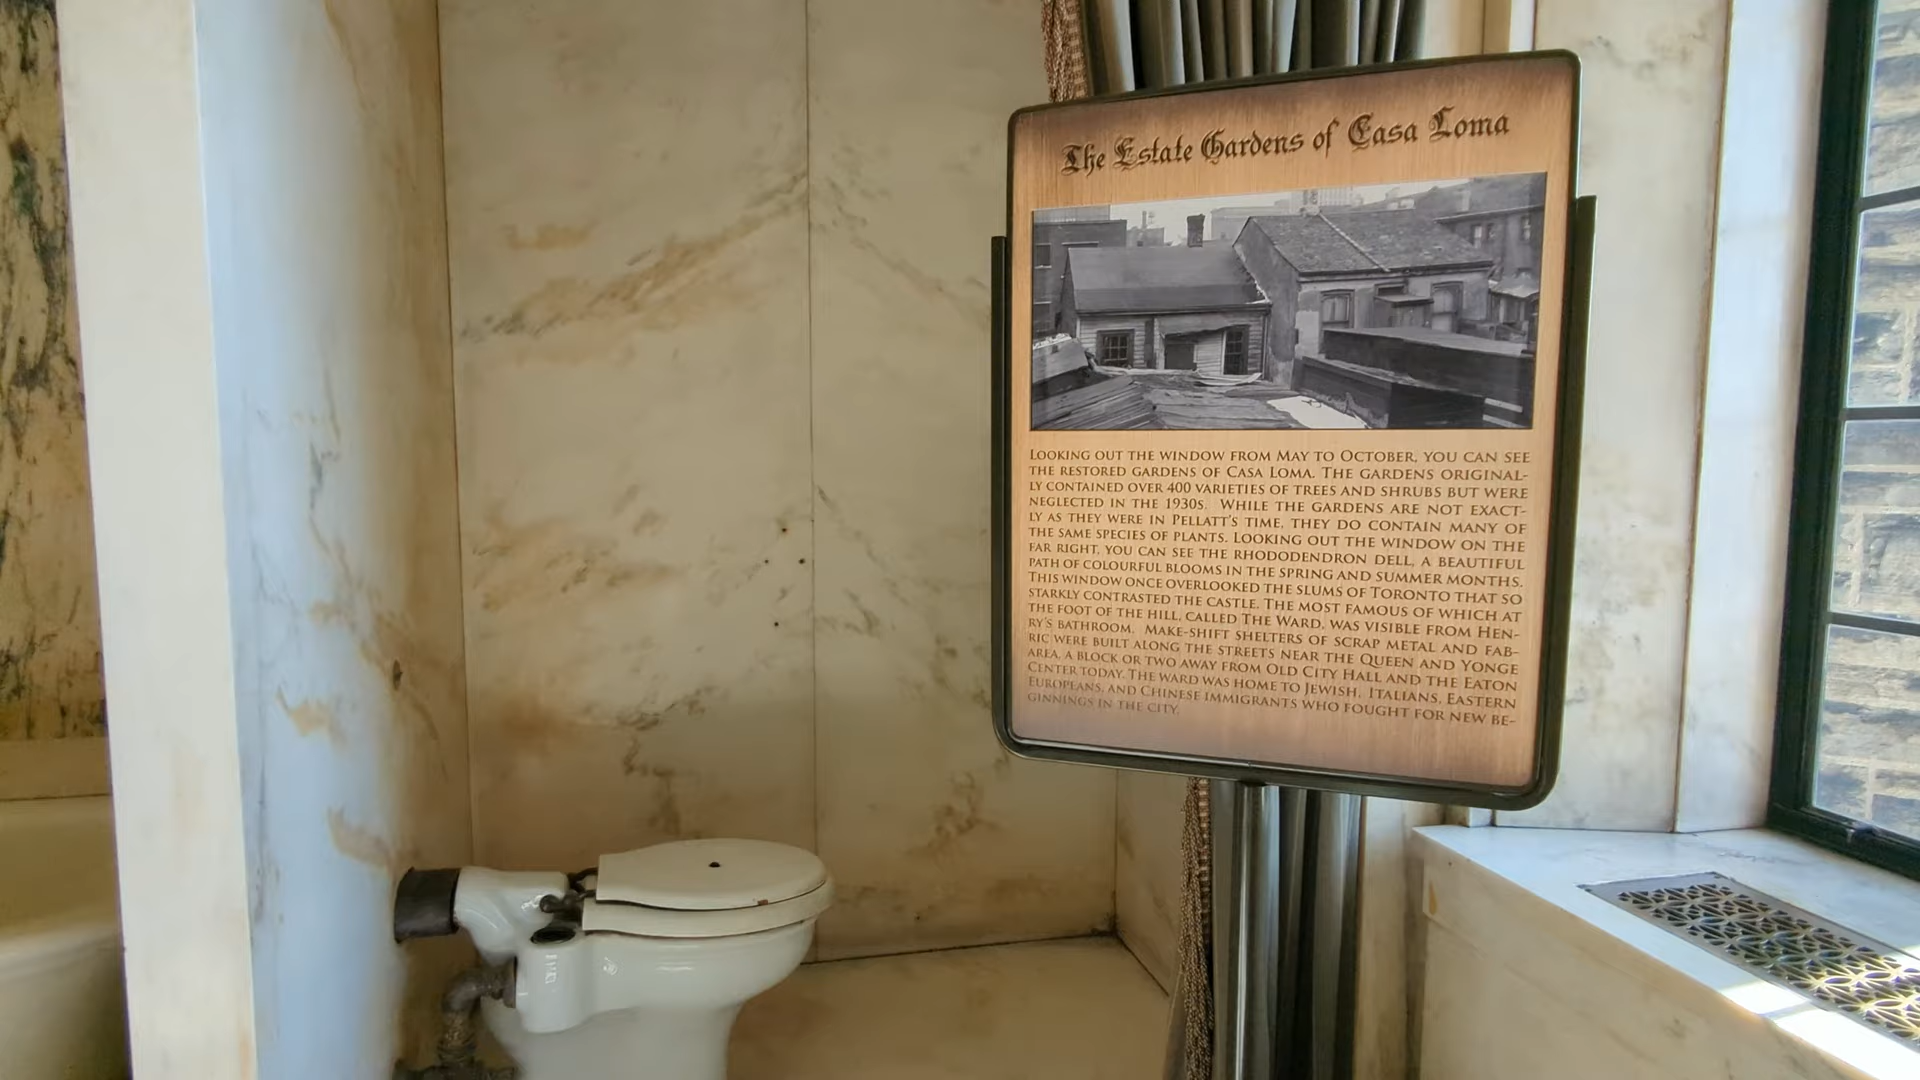 The Estate Gardens of Casa Loma
LOOKING OUT THE WINDOW FROM MAY TO OCTOBER, YOU CAN SEE
THE RESTORED GARDENS OF CASA LOMA. THE GARDENS ORIGINAL-
LY CONTAINED OVER 400 VARIETIES OF TREES AND SHRUBS BUT WERE
NEGLECTED IN THE 1930S. WHILE THE GARDENS ARE NOT EXACT-
LY AS THEY WERE IN PELLATT'S TIME, THEY DO CONTAIN MANY OF
THE SAME SPECIES OF PLANTS. LOOKING OUT THE WINDOW ON THE
FAR RIGHT, YOU CAN SEE THE RHODODENDRON DELL, A BEAUTIFUL
PATH OF COLOURFUL BLOOMS IN THE SPRING AND SUMMER MONTHS.
THIS WINDOW ONCE OVERLOOKED THE SLUMS OF TORONTO THAT SO
STARKLY CONTRASTED THE CASTLE. THE MOST FAMOUS OF WHICH AT
THE FOOT OF THE HILL, CALLED THE WARD, WAS VISIBLE FROM HEN-
RY'S BATHROOM. MAKE-SHIFT SHELTERS OF SCRAP METAL AND FAB-
RIC WERE BUILT ALONG THE STREETS NEAR THE QUEEN AND YONGE
AREA, A BLOCK OR TWO AWAY FROM OLD CITY HALL AND THE EATON
CENTER TODAY. THE WARD WAS HOME TO JEWISH, ITALIANS, EASTERN
EUROPEANS, AND CHINESE IMMIGRANTS WHO FOUGHT FOR NEW BE-
GINNINGS IN THE CITY.